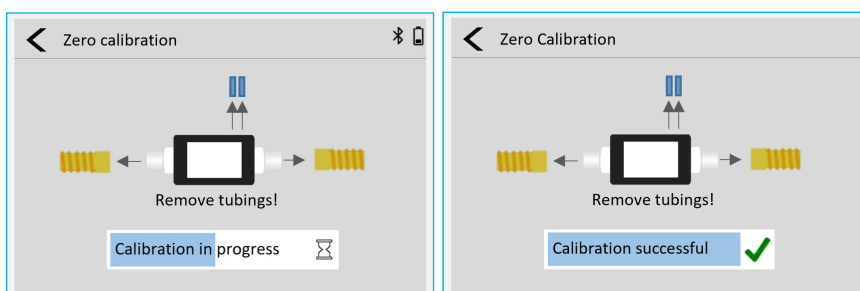 Zero calibration
Remove tubings!
Calibration in progress
Zero Calibration
Remove tubings!
Calibration successful